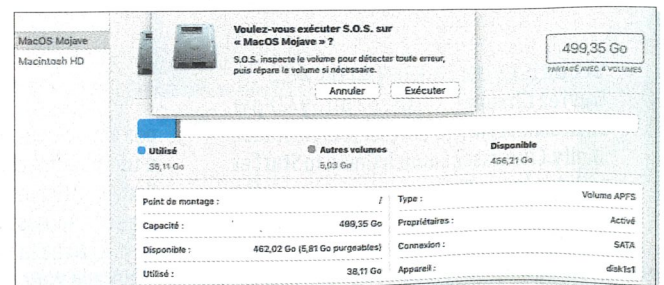 Voulez-vous exécuter S.O.S. sur
« MacOS Mojave » ?
S.O.S. inspecte le volume pour détecter toute erreur,
puis répare le volume si nécessaire.
Annuler Exécuter
MacOS Mojave
Macintosh HD
499,35 Go
PARTAGÉ AVEC 4 VOLUMES
Utilisé Autres volumes Disponible
38,11 Go 5,03 Go 456,21 Go
Point de montage : / Type : Volume APFS
Capacité : 499,35 Go Propriétaires : Activé
Disponible : 462,02 Go (5,81 Go purgeables) Connexion : SATA
Utilisé : 38,11 Go Appareil : disk1s1